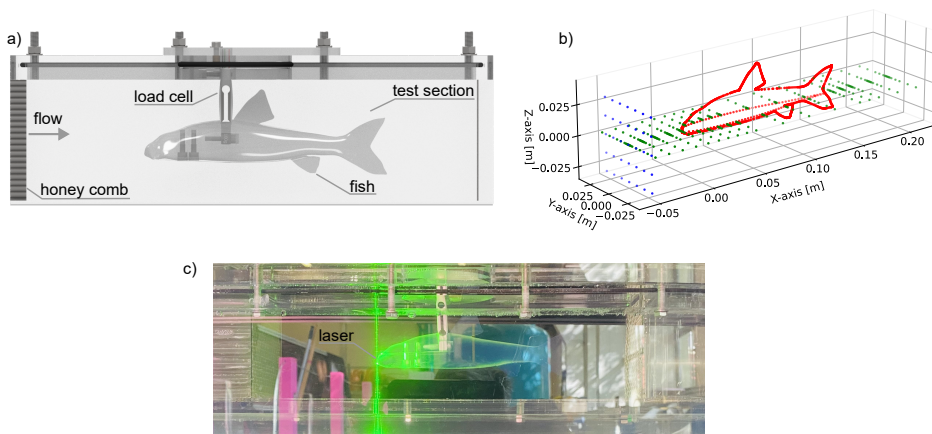 a)
load cell
test section
flow
honey comb
fish
b)
Z-axis [m]
0.025
0.000
−0.025
Y-axis [m]
0.025
0.000
−0.025
X-axis [m]
−0.05
0.00
0.05
0.10
0.15
0.20
c)
laser